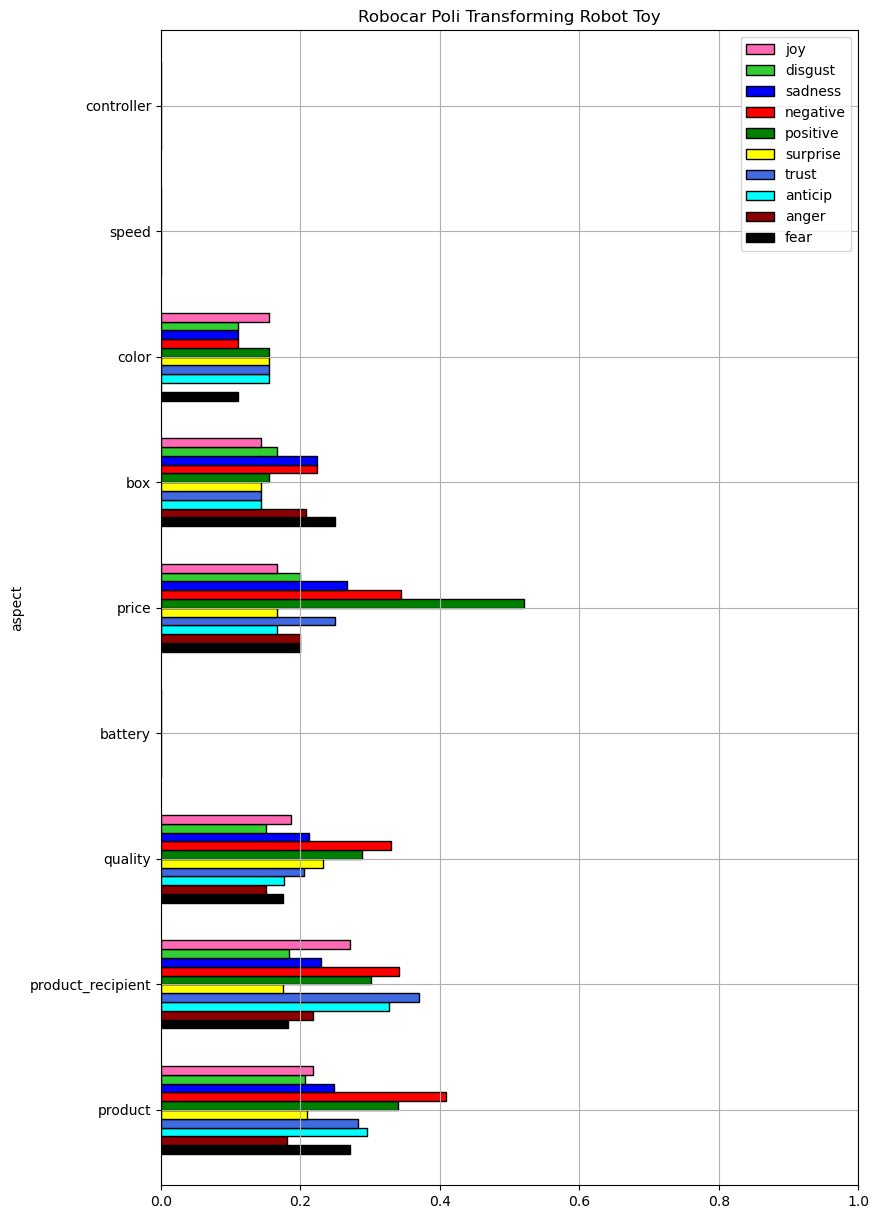 Robocar Poli Transforming Robot Toy
joy
disgust
sadness
negative
positive
surprise
trust
anticip
anger
fear
controller
speed
color
box
price
battery
quality
product_recipient
product
aspect
0.0 0.2 0.4 0.6 0.8 1.0